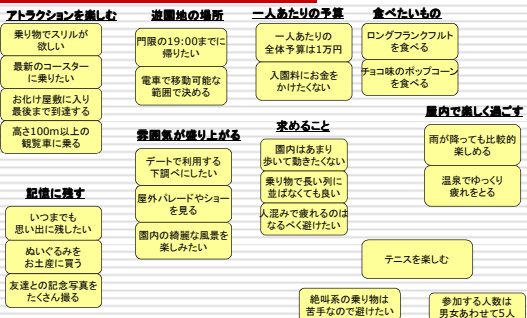 アトラクションを楽しむ
乗り物でスリルが
欲しい
最新のコースター
に乗りたい
お化け屋敷に入り
最後まで到達する
高さ100m以上の
観覧車に乗る
遊園地の場所
門限の19:00までに
帰りたい
電車で移動可能な
範囲で決める
一人あたりの予算
一人あたりの
全体予算は1万円
入園料にお金を
かけたくない
食べたいもの
ロングフランクフルト
を食べる
チョコ味のポップコーン
を食べる
雰囲気が盛り上がる
デートで利用する
下調べにしたい
屋外パレードやショー
を見る
園内の綺麗な風景を
楽しみたい
求めること
園内はあまり
歩いて動きたくない
乗り物で長い列に
並ばなくても良い
人混みで疲れるのは
なるべく避けたい
屋内で楽しく過ごす
雨が降っても比較的
楽しめる
温泉でゆっくり
疲れをとる
記憶に残す
いつまでも
思い出に残したい
ぬいぐるみを
お土産に買う
友達との記念写真を
たくさん撮る
テニスを楽しむ
絶叫系の乗り物は
苦手なので避けたい
参加する人数は
男女あわせて5人